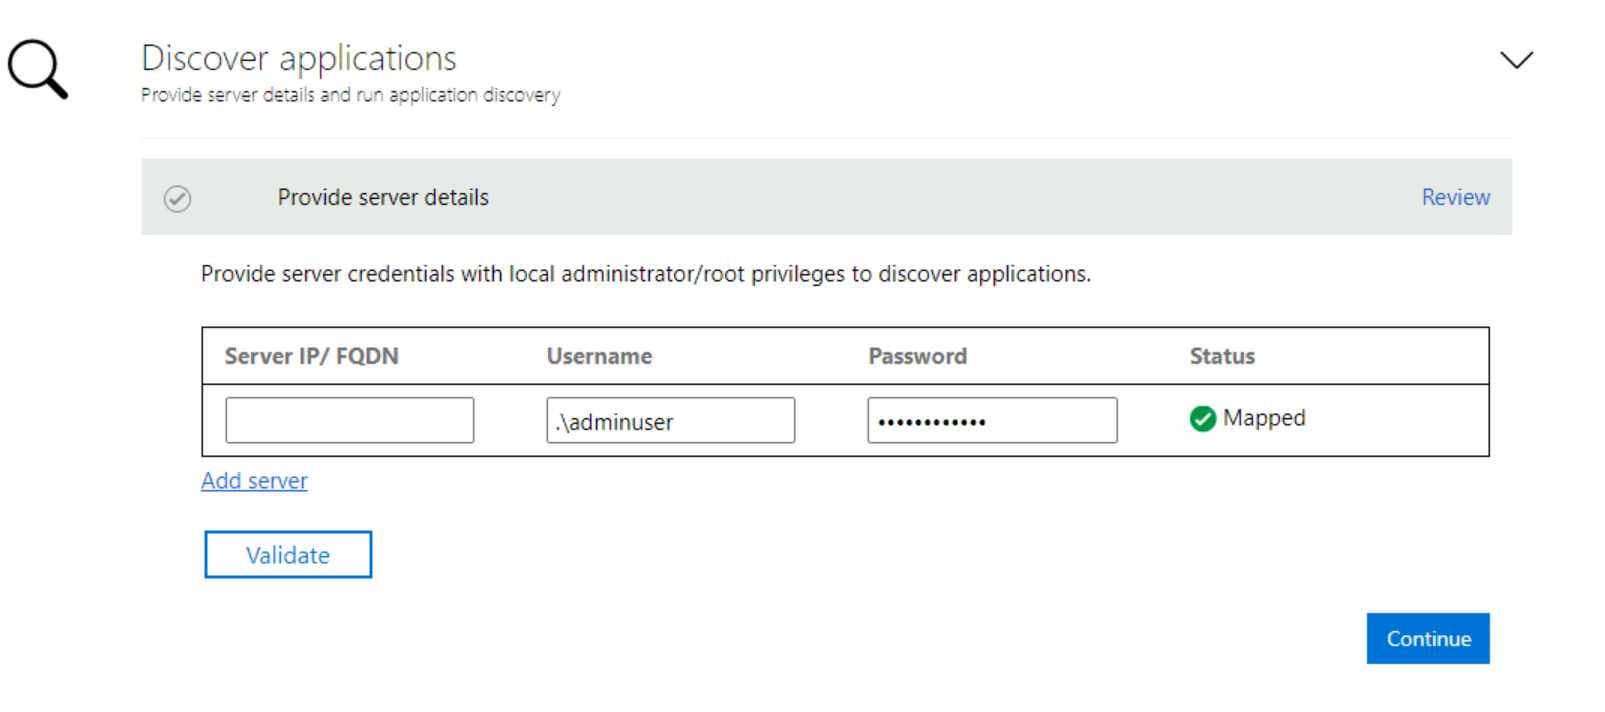 Discover applications
Provide server details and run application discovery
Provide server details Review
Provide server credentials with local administrator/root privileges to discover applications.
Server IP/ FQDN Username Password Status
.\adminuser •••••••••••• Mapped
Add server
Validate
Continue